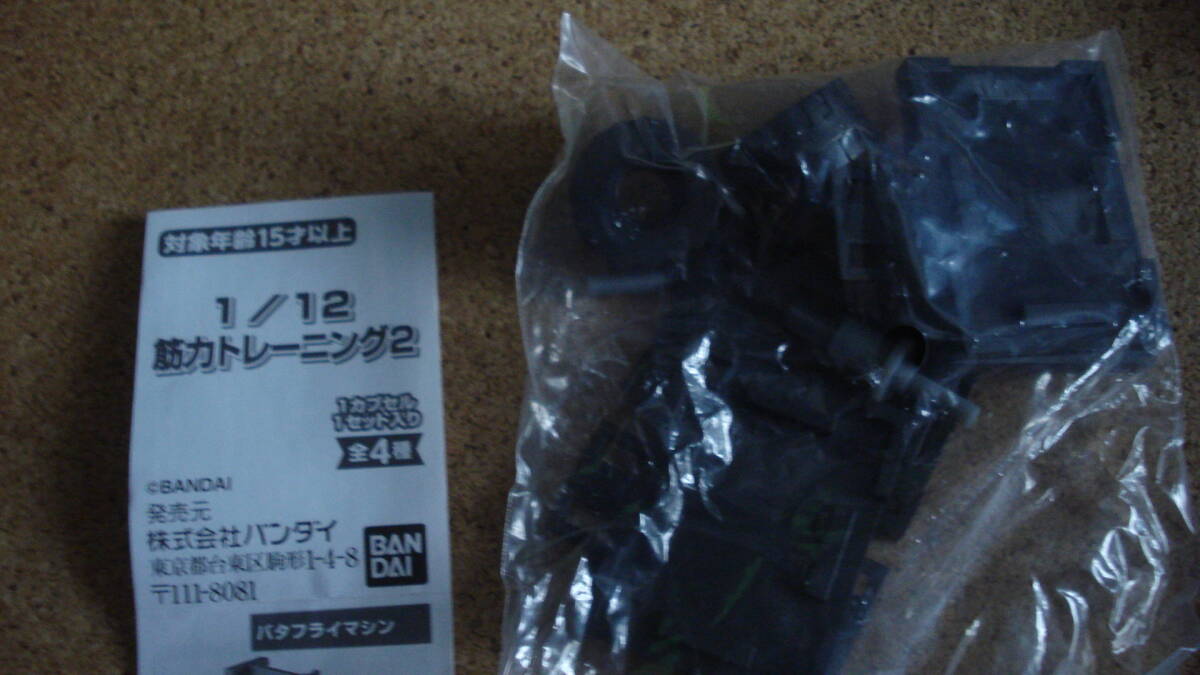 対象年齢15才以上
1/12
筋力トレーニング2
1カプセル
1セット入り
全4種
©BANDAI
発売元
株式会社バンダイ
東京都台東区駒形1-4-8
〒111-8081
BAN
DAI
バタフライマシン